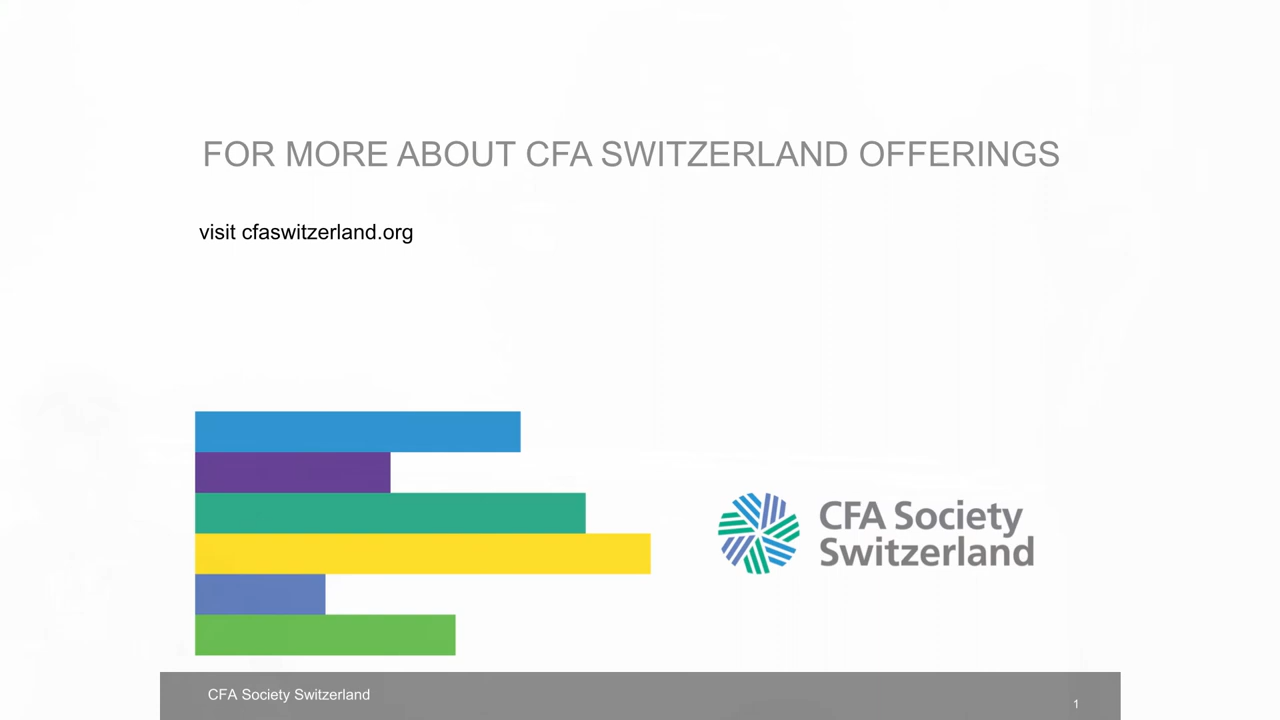 FOR MORE ABOUT CFA SWITZERLAND OFFERINGS
visit cfaswitzerland.org
CFA Society
Switzerland
CFA Society Switzerland
1